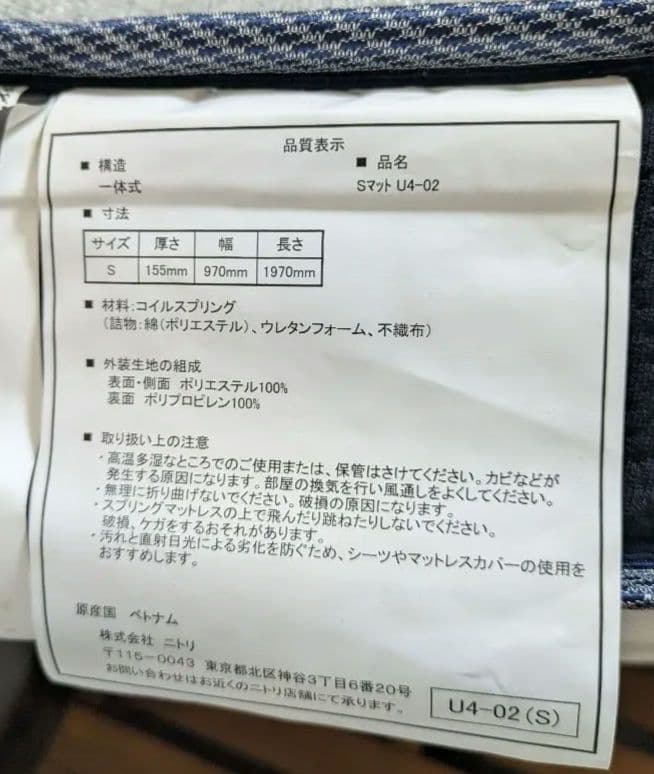 品質表示
■ 構造
一体式
■ 品名
Sマット U4-02
■ 寸法
サイズ 厚さ 幅 長さ
S 155mm 970mm 1970mm
■ 材料:コイルスプリング
(詰物:綿(ポリエステル)、ウレタンフォーム、不織布)
■ 外装生地の組成
表面・側面 ポリエステル100%
裏面 ポリプロピレン100%
■ 取り扱い上の注意
・高温多湿なところでのご使用または、保管はさけてください。カビなどが
発生する原因になります。部屋の換気を行い風通しをよくしてください。
・無理に折り曲げないでください。破損の原因になります。
・スプリングマットレスの上で飛んだり跳ねたりしないでください。
破損、ケガをするおそれがあります。
・汚れと直射日光による劣化を防ぐため、シーツやマットレスカバーの使用を
おすすめします。
原産国 ベトナム
株式会社 ニトリ
〒115-0043 東京都北区神谷3丁目6番20号
お問い合わせはお近くのニトリ店舗にて承ります。
U4-02(S)